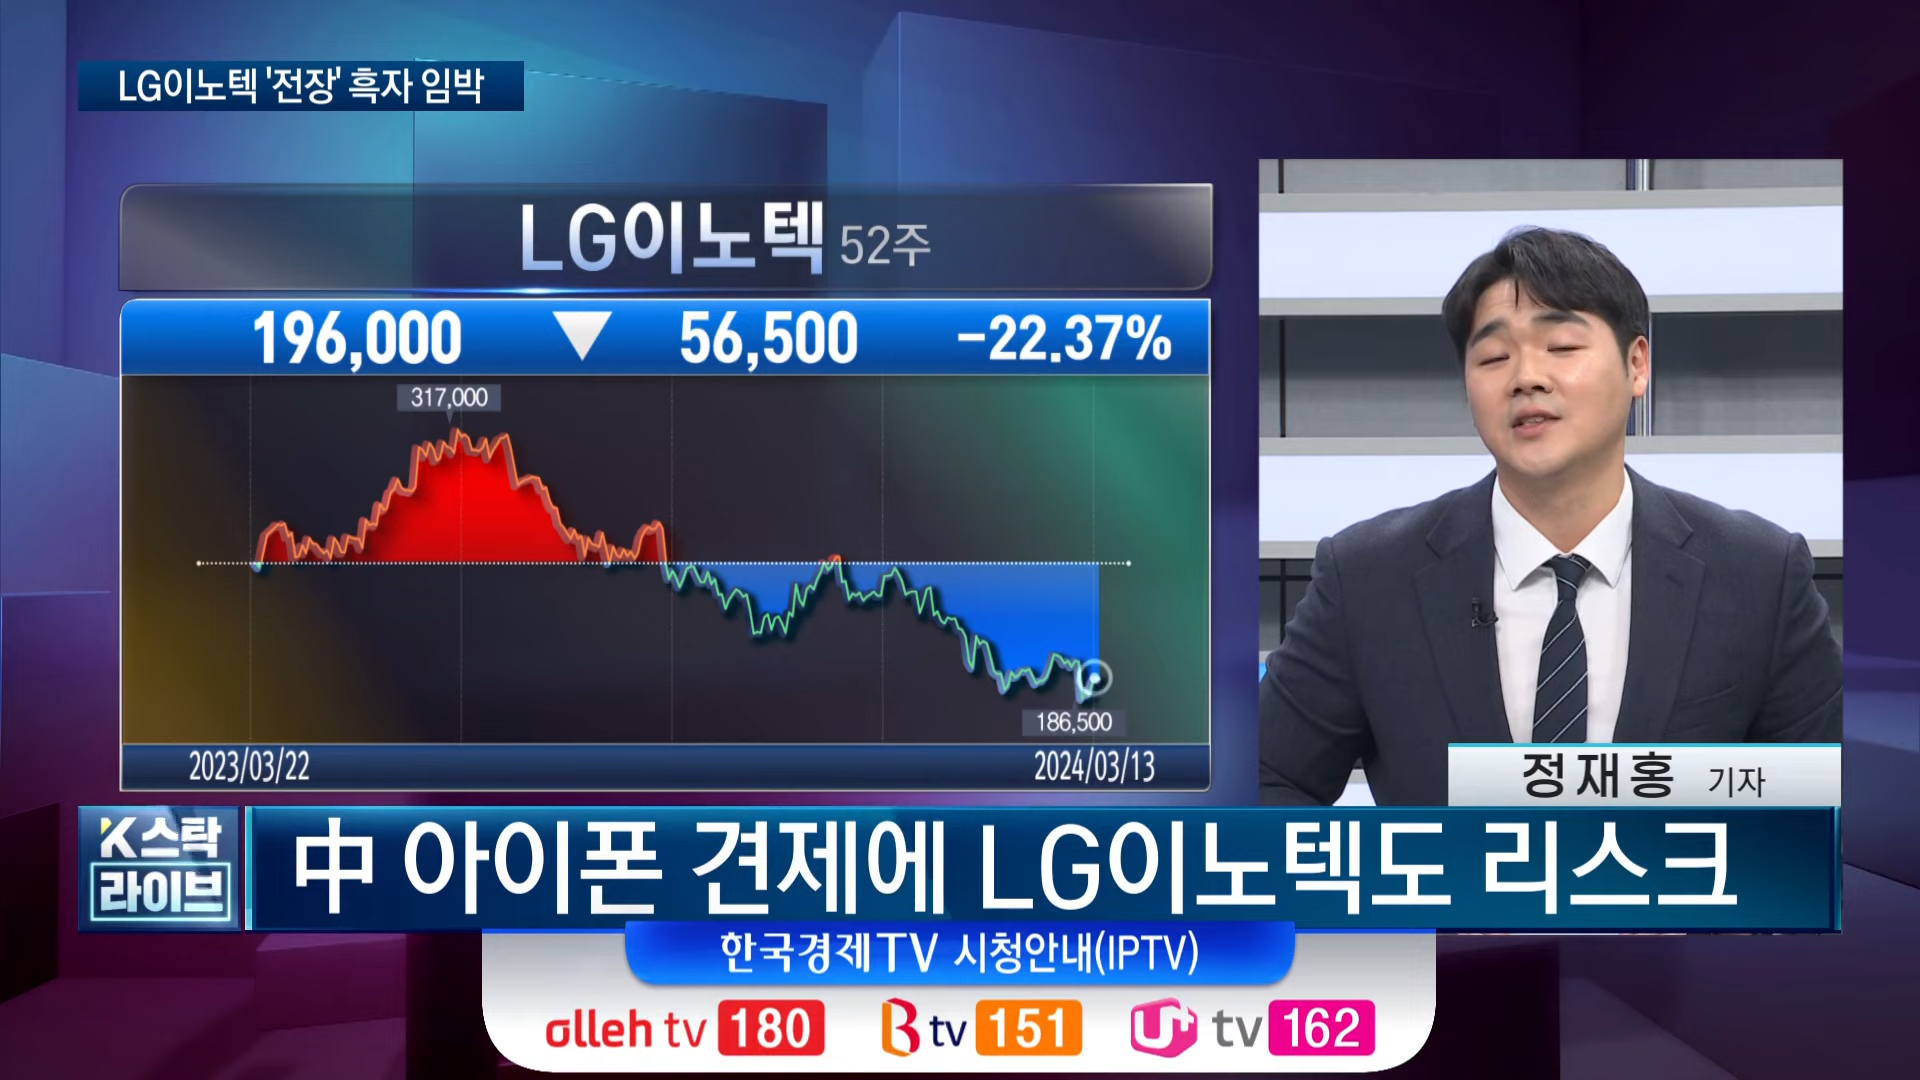 LG이노텍 '전장' 흑자 임박
LG이노텍 52주
196,000 ▼ 56,500 -22.37%
317,000
186,500
2023/03/22 2024/03/13
정재홍 기자
K스탁
라이브
中 아이폰 견제에 LG이노텍도 리스크
한국경제TV 시청안내(IPTV)
olleh tv 180 B tv 151 U+ tv 162